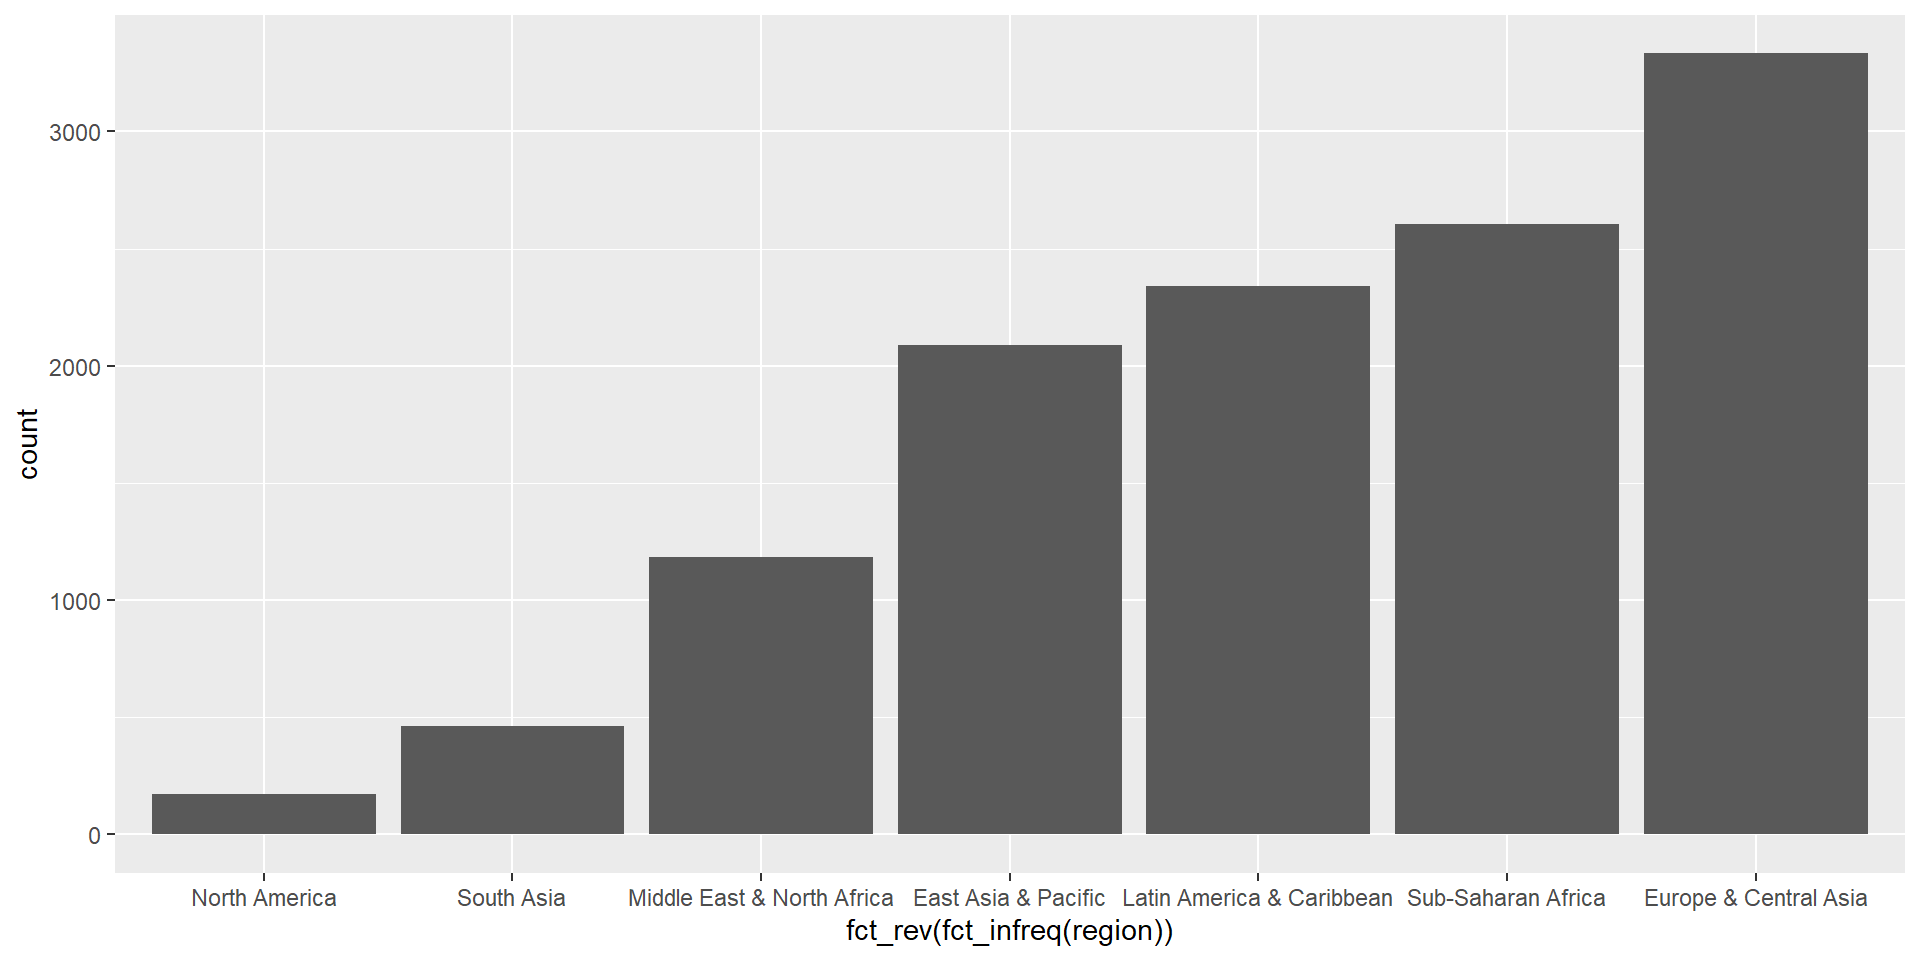 3000
2000
1000
0
count
North America South Asia Middle East & North Africa East Asia & Pacific Latin America & Caribbean Sub-Saharan Africa Europe & Central Asia
fct_rev(fct_infreq(region))